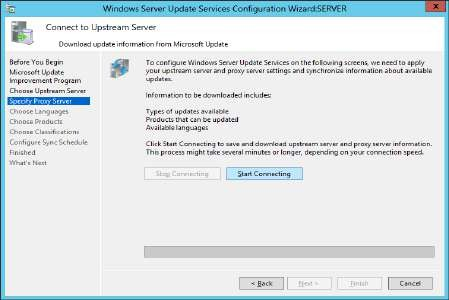 Windows Server Update Services Configuration Wizard:SERVER
x
Connect to Upstream Server
Download update information from Microsoft Update
Before You Begin
Microsoft Update
Improvement Program
Choose Upstream Server
Specify Proxy Server
Choose Languages
Choose Products
Choose Classifications
Configure Sync Schedule
Finished
What's Next
To configure Windows Server Update Services on the following screens, we need to apply
your upstream server and proxy server settings and synchronize information about available
updates.
Information to be downloaded includes:
Types of updates available
Products that can be updated
Available languages
Click Start Connecting to save and download upstream server and proxy server information.
This process might take several minutes or longer, depending on your connection speed.
Stop Connecting
Start Connecting
< Back
Next >
Finish
Cancel